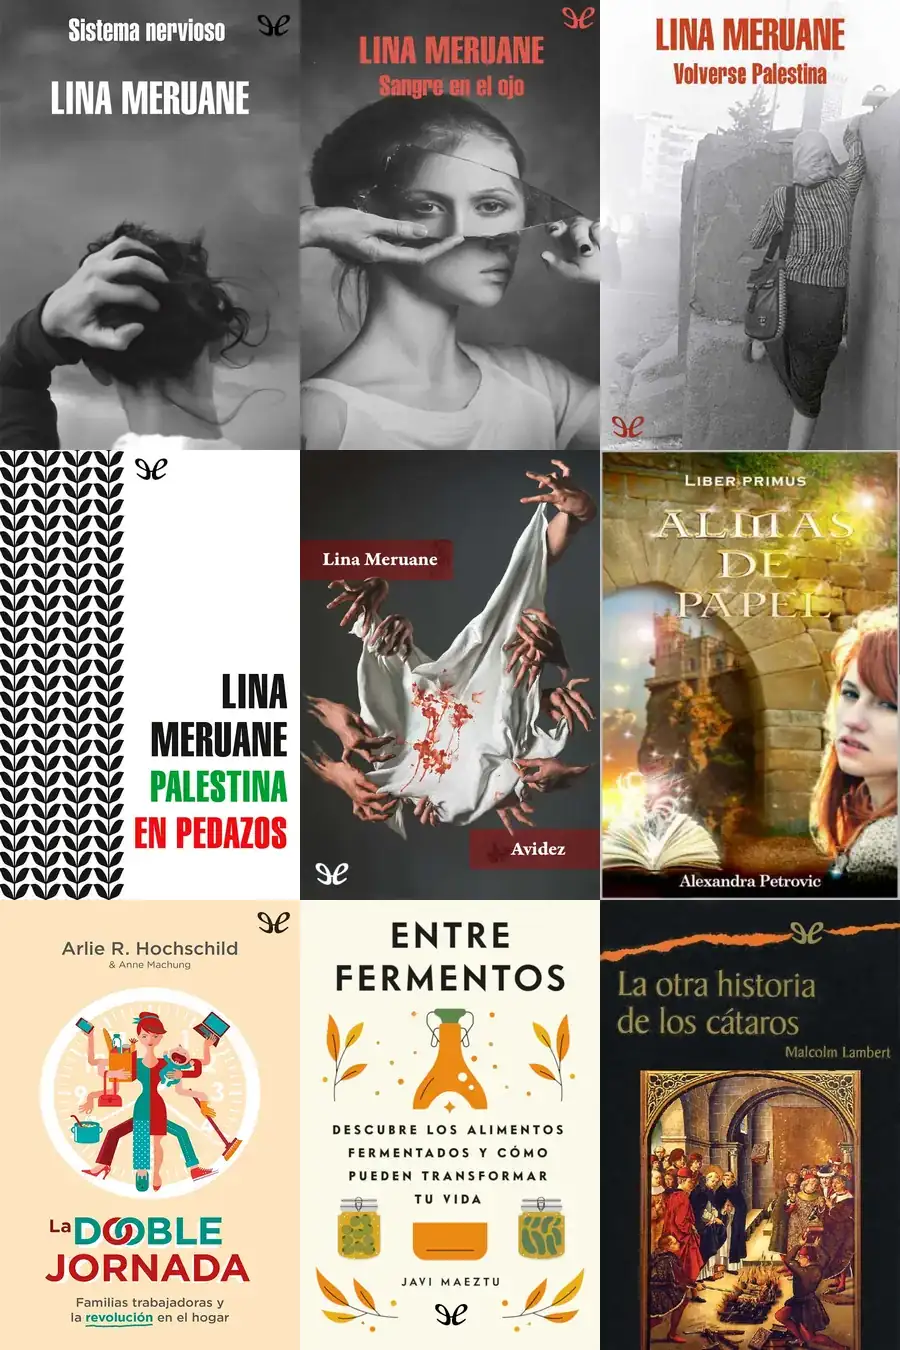 Sistema nervioso
LINA MERUANE
LINA MERUANE
Sangre en el ojo
LINA MERUANE
Volverse Palestina
LINA
MERUANE
PALESTINA
EN PEDAZOS
Lina Meruane
Avidez
LIBER PRIMUS
ALMAS
DE
PAPEL
Alexandra Petrovic
Arlie R. Hochschild
& Anne Machung
La DOOBLE
JORNADA
Familias trabajadoras y
la revolución en el hogar
ENTRE
FERMENTOS
DESCUBRE LOS ALIMENTOS
FERMENTADOS Y CÓMO
PUEDEN TRANSFORMAR
TU VIDA
JAVI MAEZTU
La otra historia
de los cátaros
Malcolm Lambert